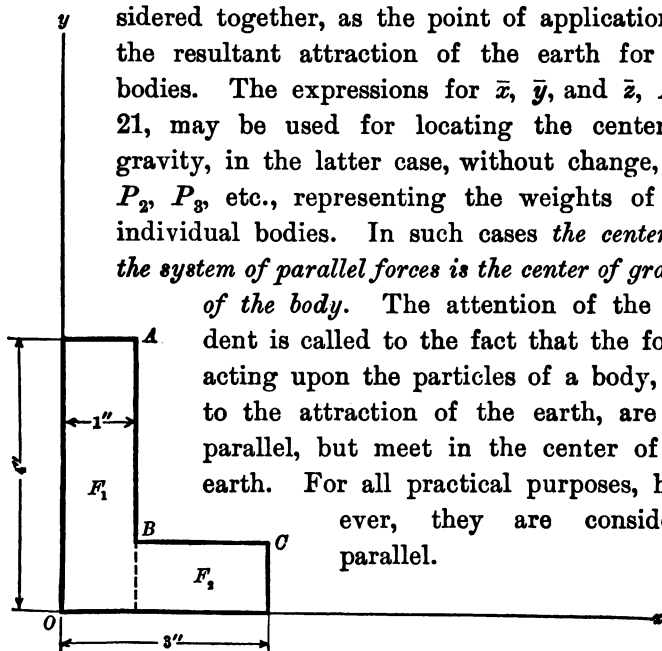 y
sidered together, as the point of application
the resultant attraction of the earth for
bodies. The expressions for x̄, ȳ, and z̄,
21, may be used for locating the center
gravity, in the latter case, without change,
P₂, P₃, etc., representing the weights of
individual bodies. In such cases the center
the system of parallel forces is the center of gra
of the body. The attention of the
dent is called to the fact that the fo
acting upon the particles of a body,
to the attraction of the earth, are
parallel, but meet in the center of
earth. For all practical purposes, h
ever, they are conside
parallel.
A
1"
4"
F₁
B
C
F₂
O
x
3"